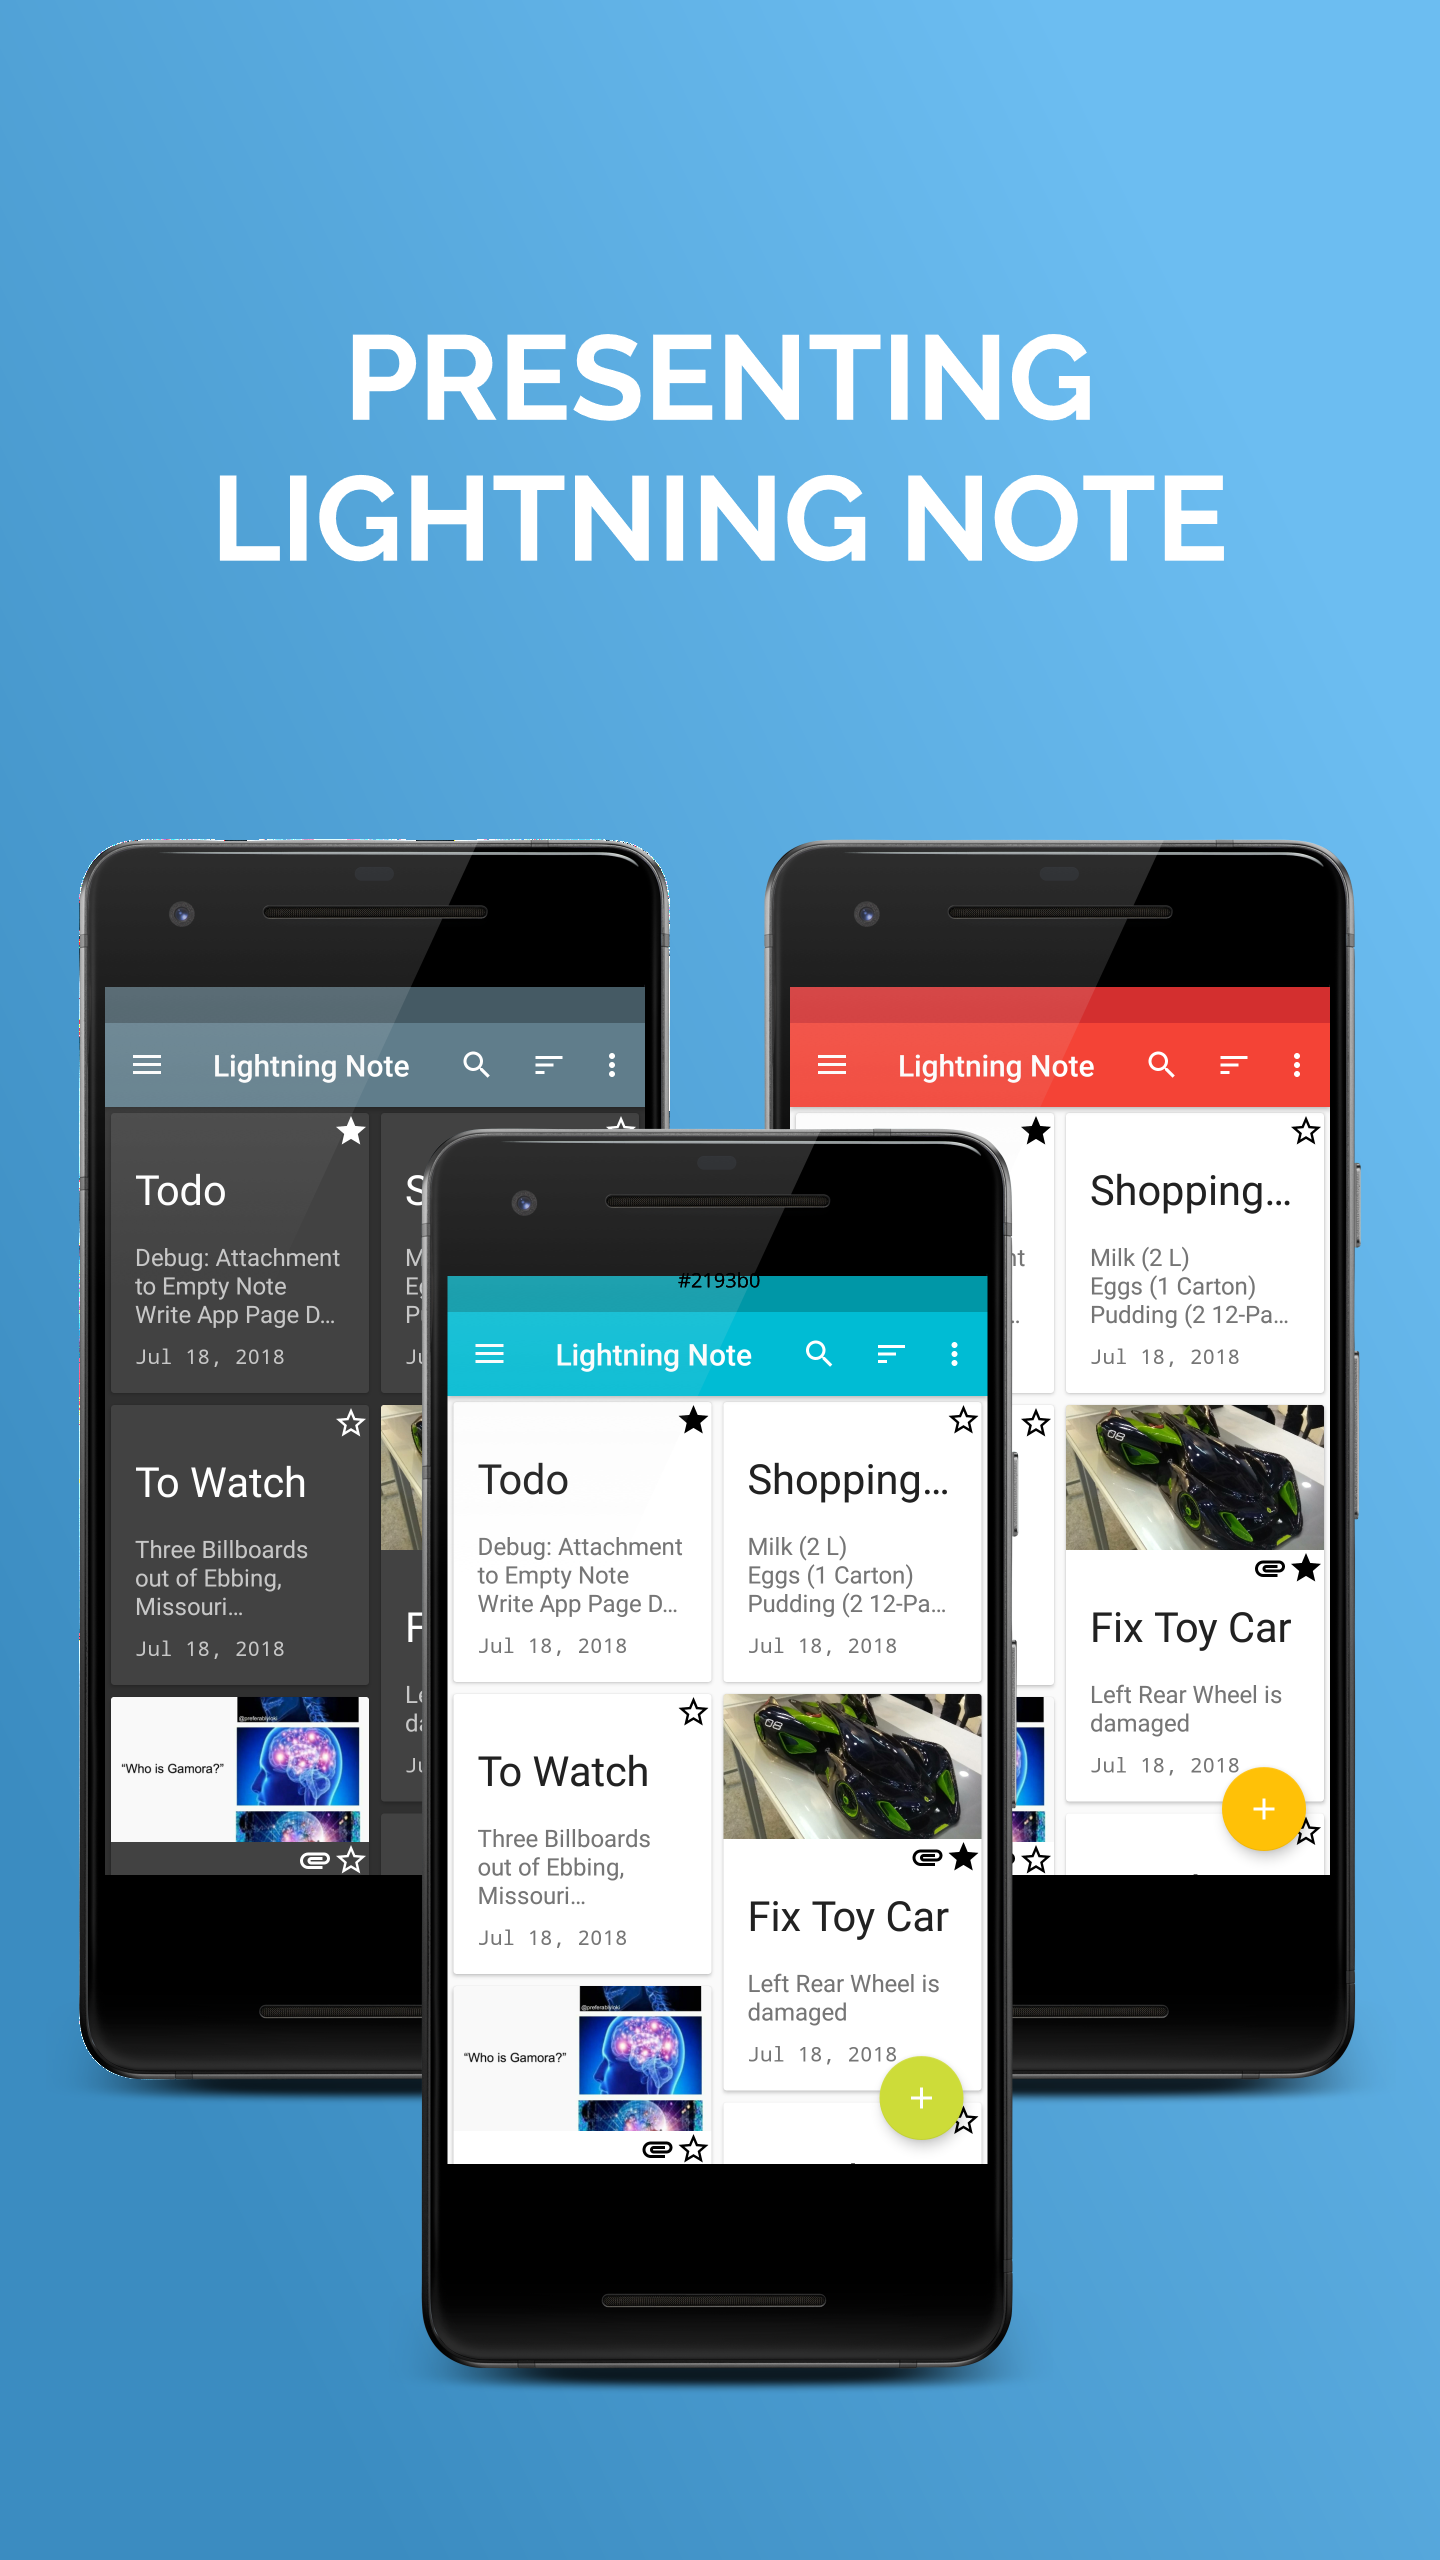 PRESENTING
LIGHTNING NOTE
Lightning Note
Todo
Debug: Attachment
to Empty Note
Write App Page D...
Jul 18, 2018
To Watch
Three Billboards
out of Ebbing,
Missouri...
Jul 18, 2018
@preferablyloki
"Who is Gamora?"
#2193b0
Lightning Note
Todo
Debug: Attachment
to Empty Note
Write App Page D...
Jul 18, 2018
Shopping...
Milk (2 L)
Eggs (1 Carton)
Pudding (2 12-Pa...
Jul 18, 2018
To Watch
Three Billboards
out of Ebbing,
Missouri...
Jul 18, 2018
08
Fix Toy Car
Left Rear Wheel is
damaged
Jul 18, 2018
@preferablyloki
"Who is Gamora?"
Lightning Note
Shopping...
Milk (2 L)
Eggs (1 Carton)
Pudding (2 12-Pa...
Jul 18, 2018
08
Fix Toy Car
Left Rear Wheel is
damaged
Jul 18, 2018